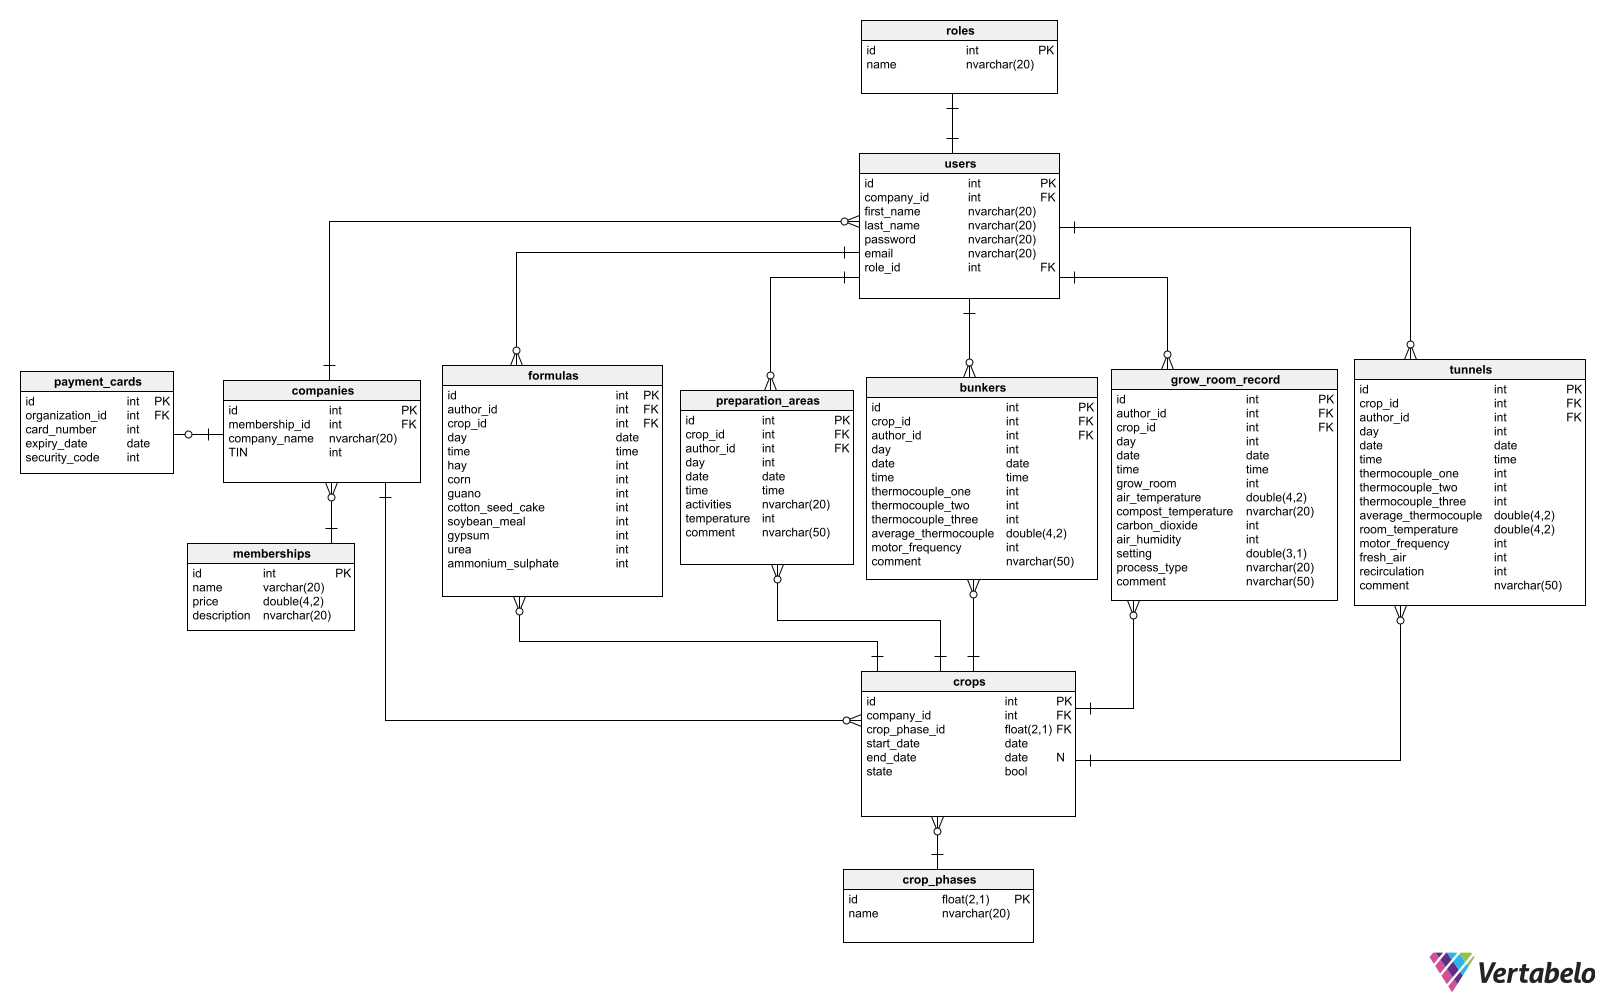 roles
id int PK
name nvarchar(20)
users
id int PK
company_id int FK
first_name nvarchar(20)
last_name nvarchar(20)
password nvarchar(20)
email nvarchar(20)
role_id int FK
payment_cards
id int PK
organization_id int FK
card_number int
expiry_date date
security_code int
companies
id int PK
membership_id int FK
company_name nvarchar(20)
TIN int
memberships
id int PK
name varchar(20)
price double(4,2)
description nvarchar(20)
formulas
id int PK
author_id int FK
crop_id int FK
day date
time time
hay int
corn int
guano int
cotton_seed_cake int
soybean_meal int
gypsum int
urea int
ammonium_sulphate int
preparation_areas
id int PK
crop_id int FK
author_id int FK
day int
date date
time time
activities nvarchar(20)
temperature int
comment nvarchar(50)
bunkers
id int PK
crop_id int FK
author_id int FK
day int
date date
time time
thermocouple_one int
thermocouple_two int
thermocouple_three int
average_thermocouple double(4,2)
motor_frequency int
comment nvarchar(50)
grow_room_record
id int PK
author_id int FK
crop_id int FK
day int
date date
time time
grow_room int
air_temperature double(4,2)
compost_temperature nvarchar(20)
carbon_dioxide int
air_humidity int
setting double(3,1)
process_type nvarchar(20)
comment nvarchar(50)
tunnels
id int PK
crop_id int FK
author_id int FK
day int
date date
time time
thermocouple_one int
thermocouple_two int
thermocouple_three int
average_thermocouple double(4,2)
room_temperature double(4,2)
motor_frequency int
fresh_air int
recirculation int
comment nvarchar(50)
crops
id int PK
company_id int FK
crop_phase_id float(2,1) FK
start_date date
end_date date N
state bool
crop_phases
id float(2,1) PK
name nvarchar(20)
Vertabelo